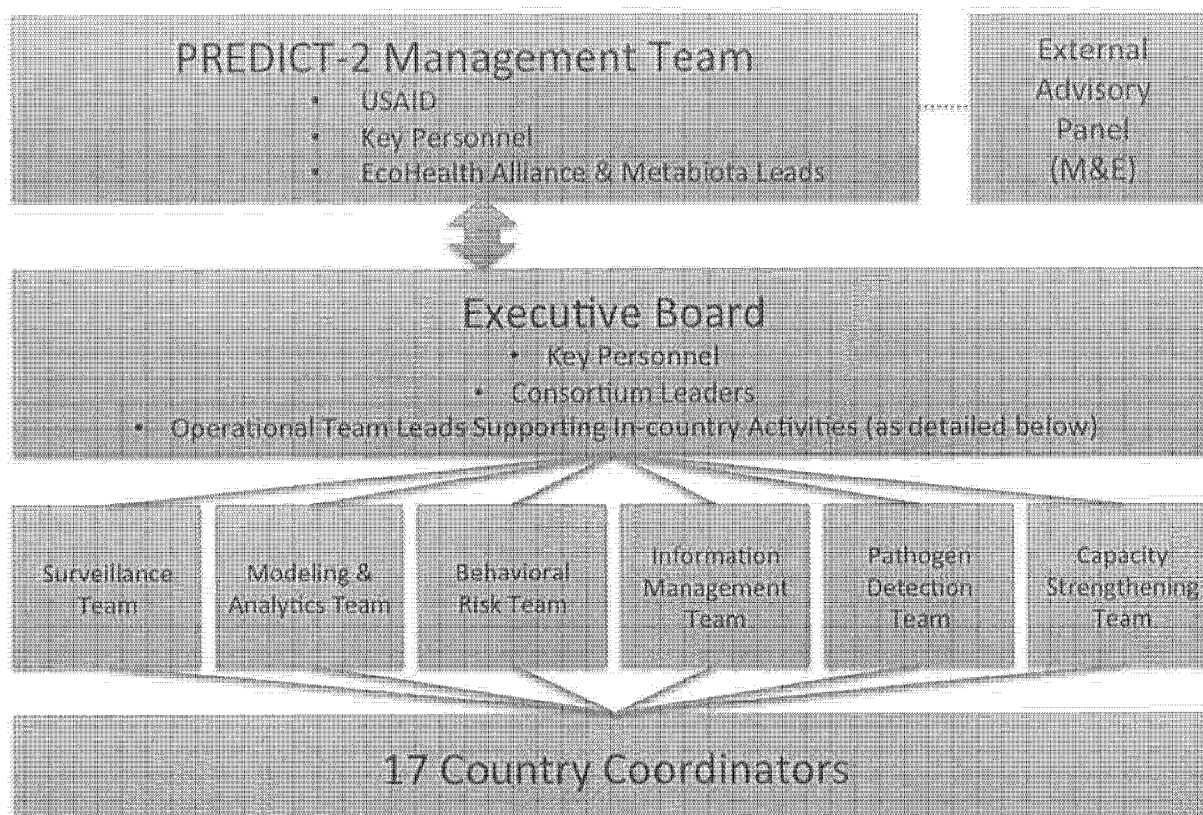 PREDICT-2 Management Team
• USAID
• Key Personnel
• EcoHealth Alliance & Metabiota Leads
External
Advisory
Panel
(M&E)
Executive Board
• Key Personnel
• Consortium Leaders
• Operational Team Leads Supporting In-country Activities (as detailed below)
Surveillance
Team
Modeling &
Analytics Team
Behavioral
Risk Team
Information
Management
Team
Pathogen
Detection
Team
Capacity
Strengthening
Team
17 Country Coordinators